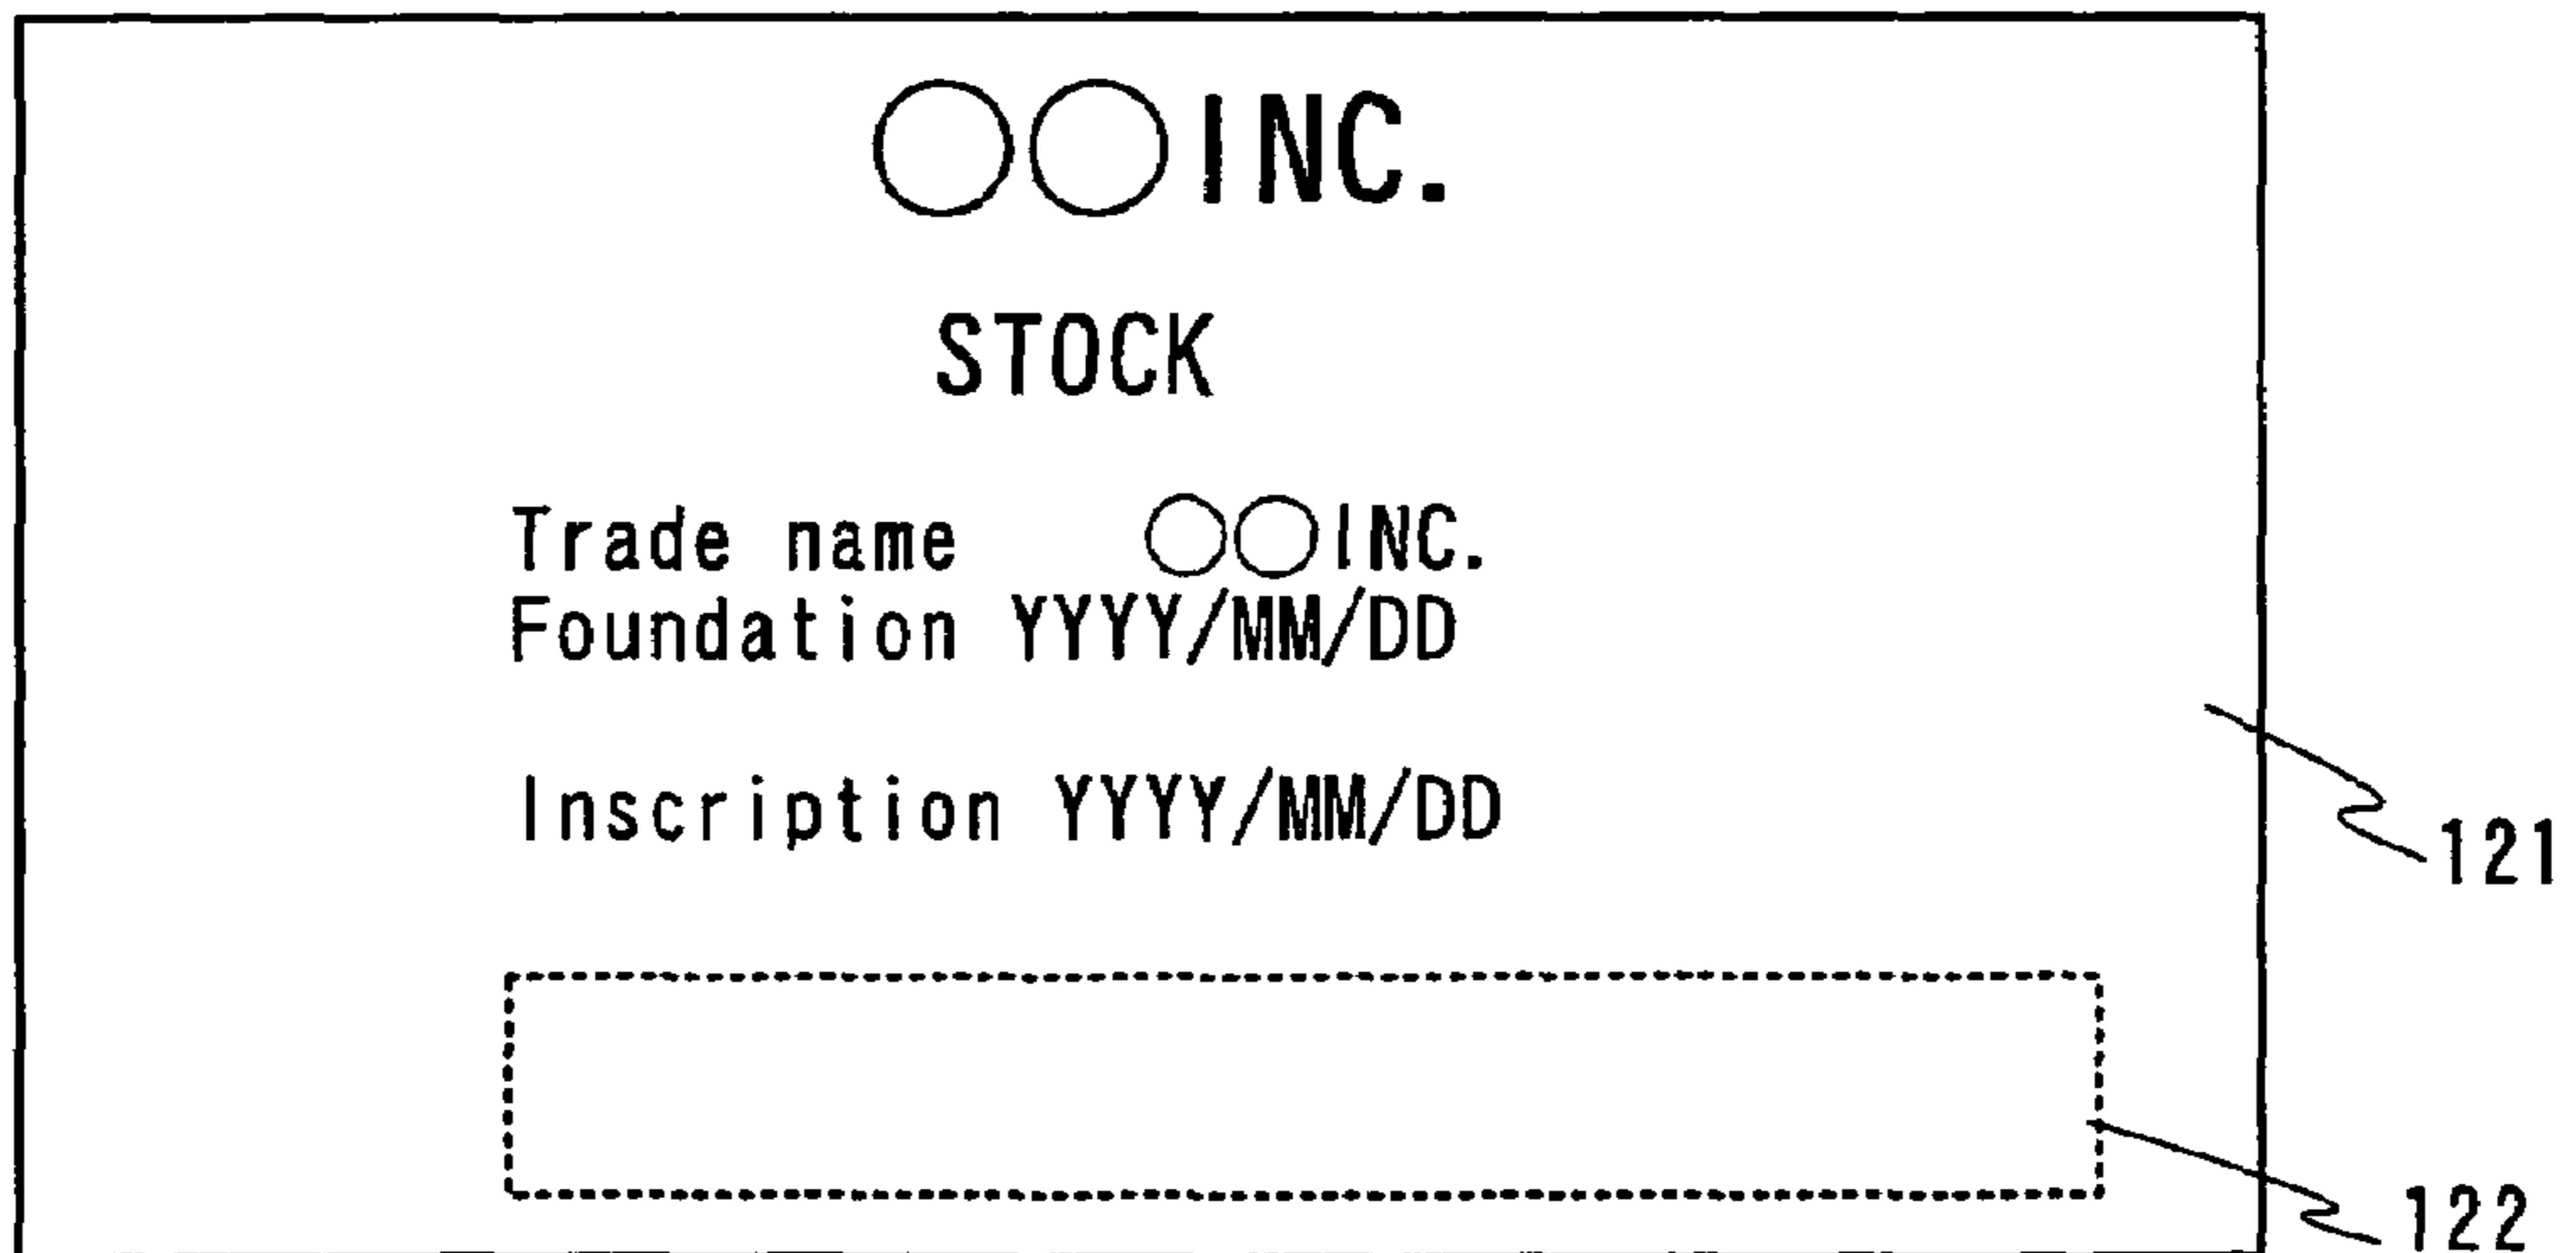 ○○INC.
STOCK
Trade name ○○INC.
Foundation YYYY/MM/DD
Inscription YYYY/MM/DD
121
122